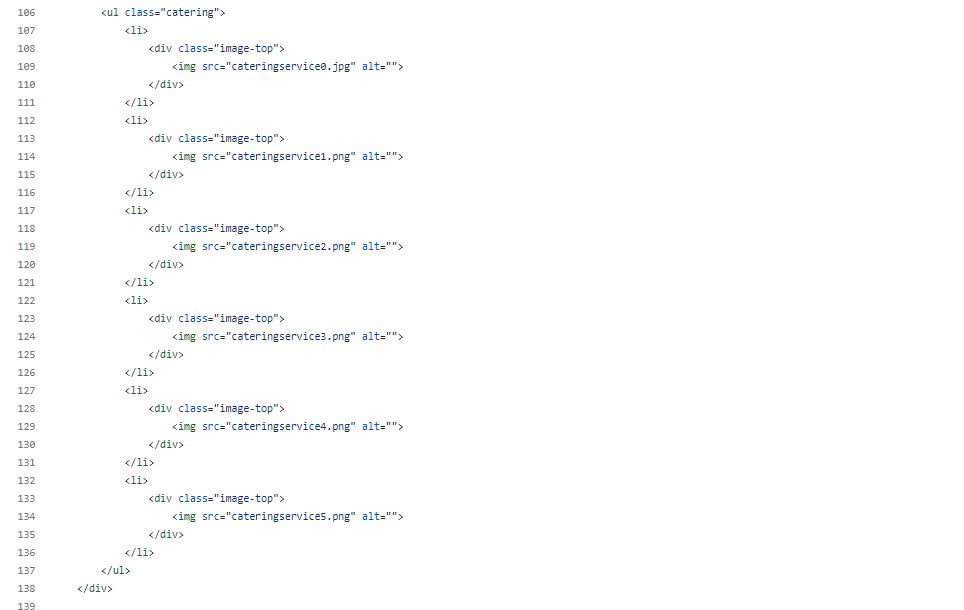 106 <ul class="catering">
107 <li>
108 <div class="image-top">
109 <img src="cateringservice0.jpg" alt="">
110 </div>
111 </li>
112 <li>
113 <div class="image-top">
114 <img src="cateringservice1.png" alt="">
115 </div>
116 </li>
117 <li>
118 <div class="image-top">
119 <img src="cateringservice2.png" alt="">
120 </div>
121 </li>
122 <li>
123 <div class="image-top">
124 <img src="cateringservice3.png" alt="">
125 </div>
126 </li>
127 <li>
128 <div class="image-top">
129 <img src="cateringservice4.png" alt="">
130 </div>
131 </li>
132 <li>
133 <div class="image-top">
134 <img src="cateringservice5.png" alt="">
135 </div>
136 </li>
137 </ul>
138 </div>
139